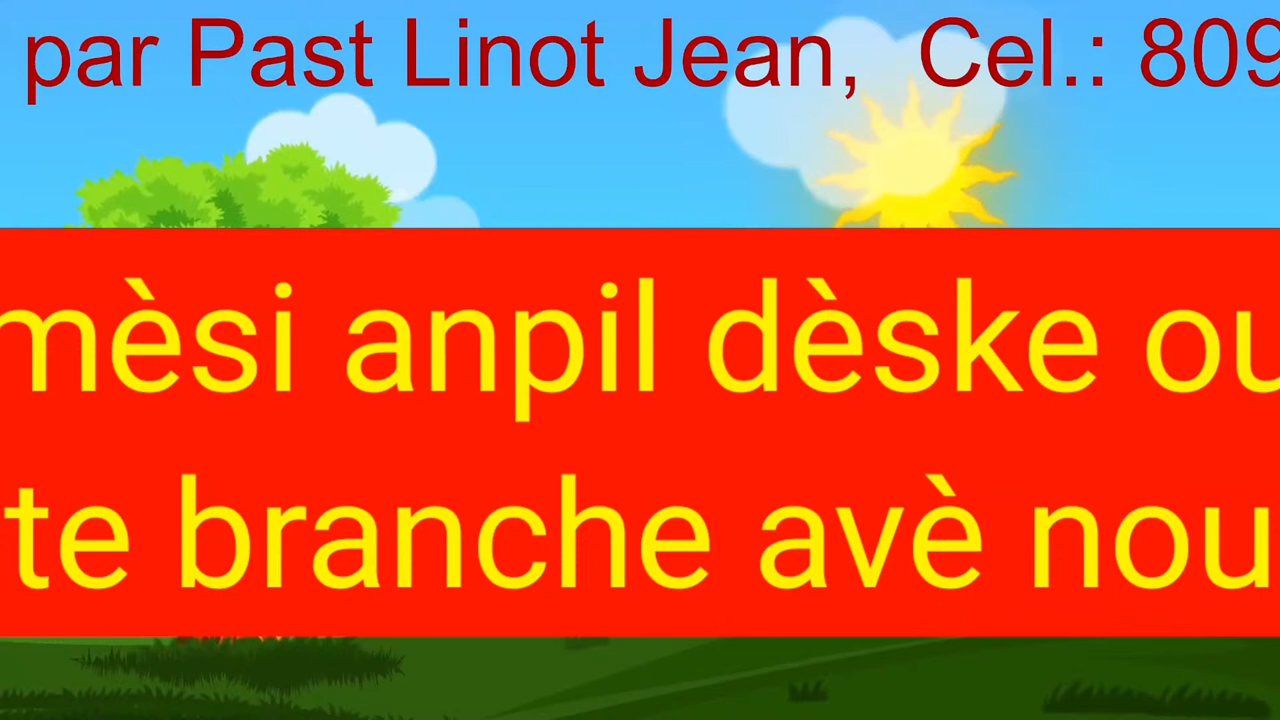 par Past Linot Jean, Cel.: 809
mèsi anpil dèske ou
te branche avè nou